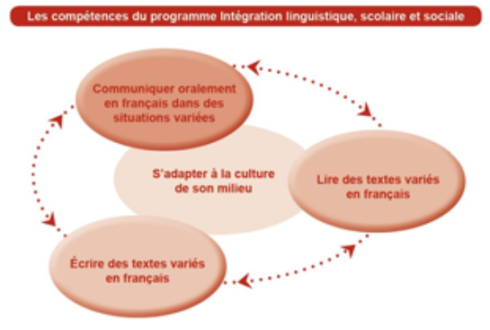 Les compétences du programme Intégration linguistique, scolaire et sociale
Communiquer oralement
en français dans des
situations variées
S'adapter à la culture
de son milieu
Lire des textes variés
en français
Écrire des textes variés
en français